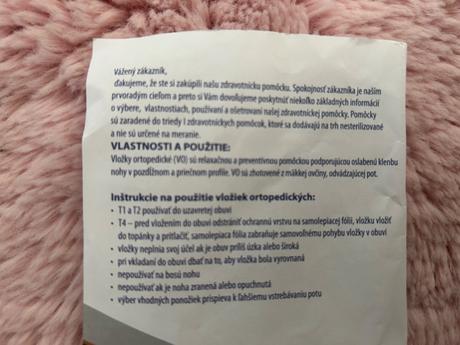 Vážený zákazník,
ďakujeme, že ste si zakúpili našu zdravotnícku pomôcku. Spokojnosť zákazníka je naším
prvoradým cieľom a preto si Vám dovoľujeme poskytnúť niekoľko základných informácií
o výbere, vlastnostiach, používaní a ošetrovaní našej zdravotníckej pomôcky. Pomôcky
sú zaradené do triedy I zdravotníckych pomôcok, ktoré sa dodávajú na trh nesterilizované
a nie sú určené na meranie.
VLASTNOSTI A POUŽITIE:
Vložky ortopedické (VO) sú relaxačnou a preventívnou pomôckou podporujúcou oslabenú klenbu
nohy v pozdĺžnom a priečnom profile. VO sú zhotovené z mäkkej ovčiny, odvádzajúcej pot.
Inštrukcie na použitie vložiek ortopedických:
• T1 a T2 používať do uzavretej obuvi
• T4 – pred vložením do obuvi odstrániť ochrannú vrstvu na samolepiacej fólii, vložku vložiť
do topánky a pritlačiť, samolepiaca fólia zabraňuje samovoľnému pohybu vložky v obuvi
• vložky neplnia svoj účel ak je obuv príliš úzka alebo široká
• pri vkladaní do obuvi dbať na to, aby vložka bola vyrovnaná
• nepoužívať na bosú nohu
• nepoužívať ak je noha zranená alebo opuchnutá
• výber vhodných ponožiek prispieva k ľahšiemu vstrebávaniu potu